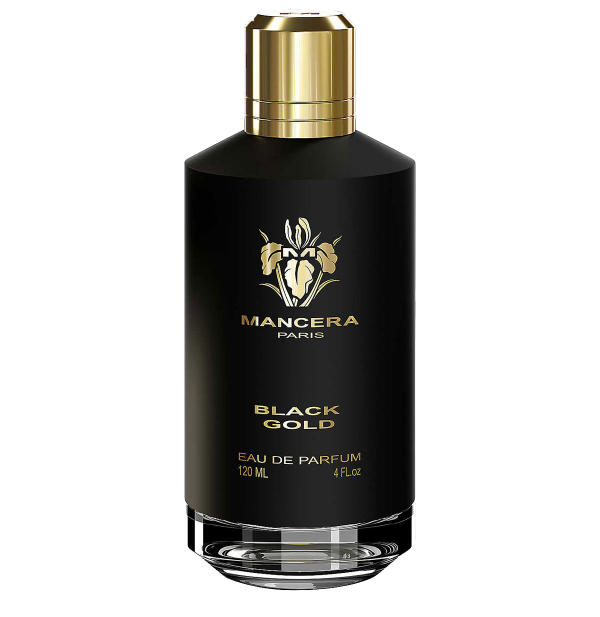 M
MANCERA
PARIS
BLACK
GOLD
EAU DE PARFUM
120 ML 4 FL.oz